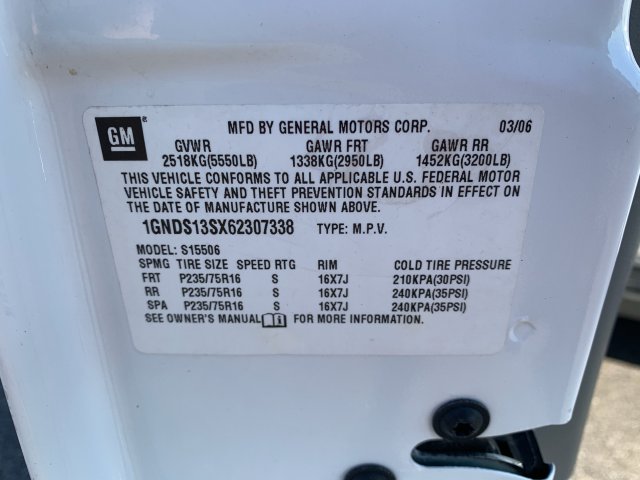 GM
MFD BY GENERAL MOTORS CORP. 03/06
GVWR GAWR FRT GAWR RR
2518KG(5550LB) 1338KG(2950LB) 1452KG(3200LB)
THIS VEHICLE CONFORMS TO ALL APPLICABLE U.S. FEDERAL MOTOR
VEHICLE SAFETY AND THEFT PREVENTION STANDARDS IN EFFECT ON
THE DATE OF MANUFACTURE SHOWN ABOVE.
1GNDS13SX62307338 TYPE: M.P.V.
MODEL: S15506
SPMG TIRE SIZE SPEED RTG RIM COLD TIRE PRESSURE
FRT P235/75R16 S 16X7J 210KPA(30PSI)
RR P235/75R16 S 16X7J 240KPA(35PSI)
SPA P235/75R16 S 16X7J 240KPA(35PSI)
SEE OWNER'S MANUAL FOR MORE INFORMATION.